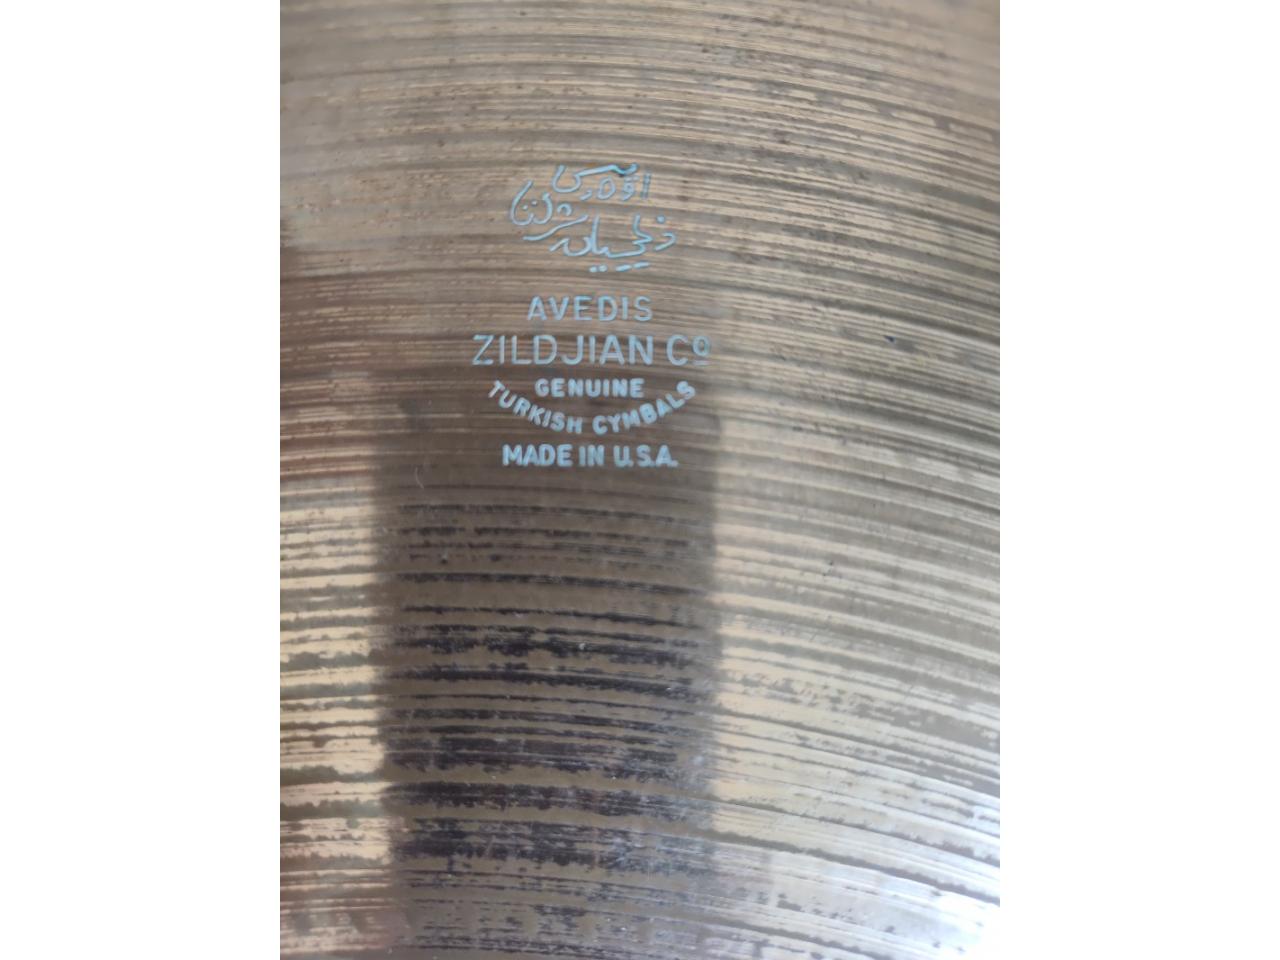 AVEDIS
ZILDJIAN Cº
GENUINE
TURKISH CYMBALS
MADE IN U.S.A.